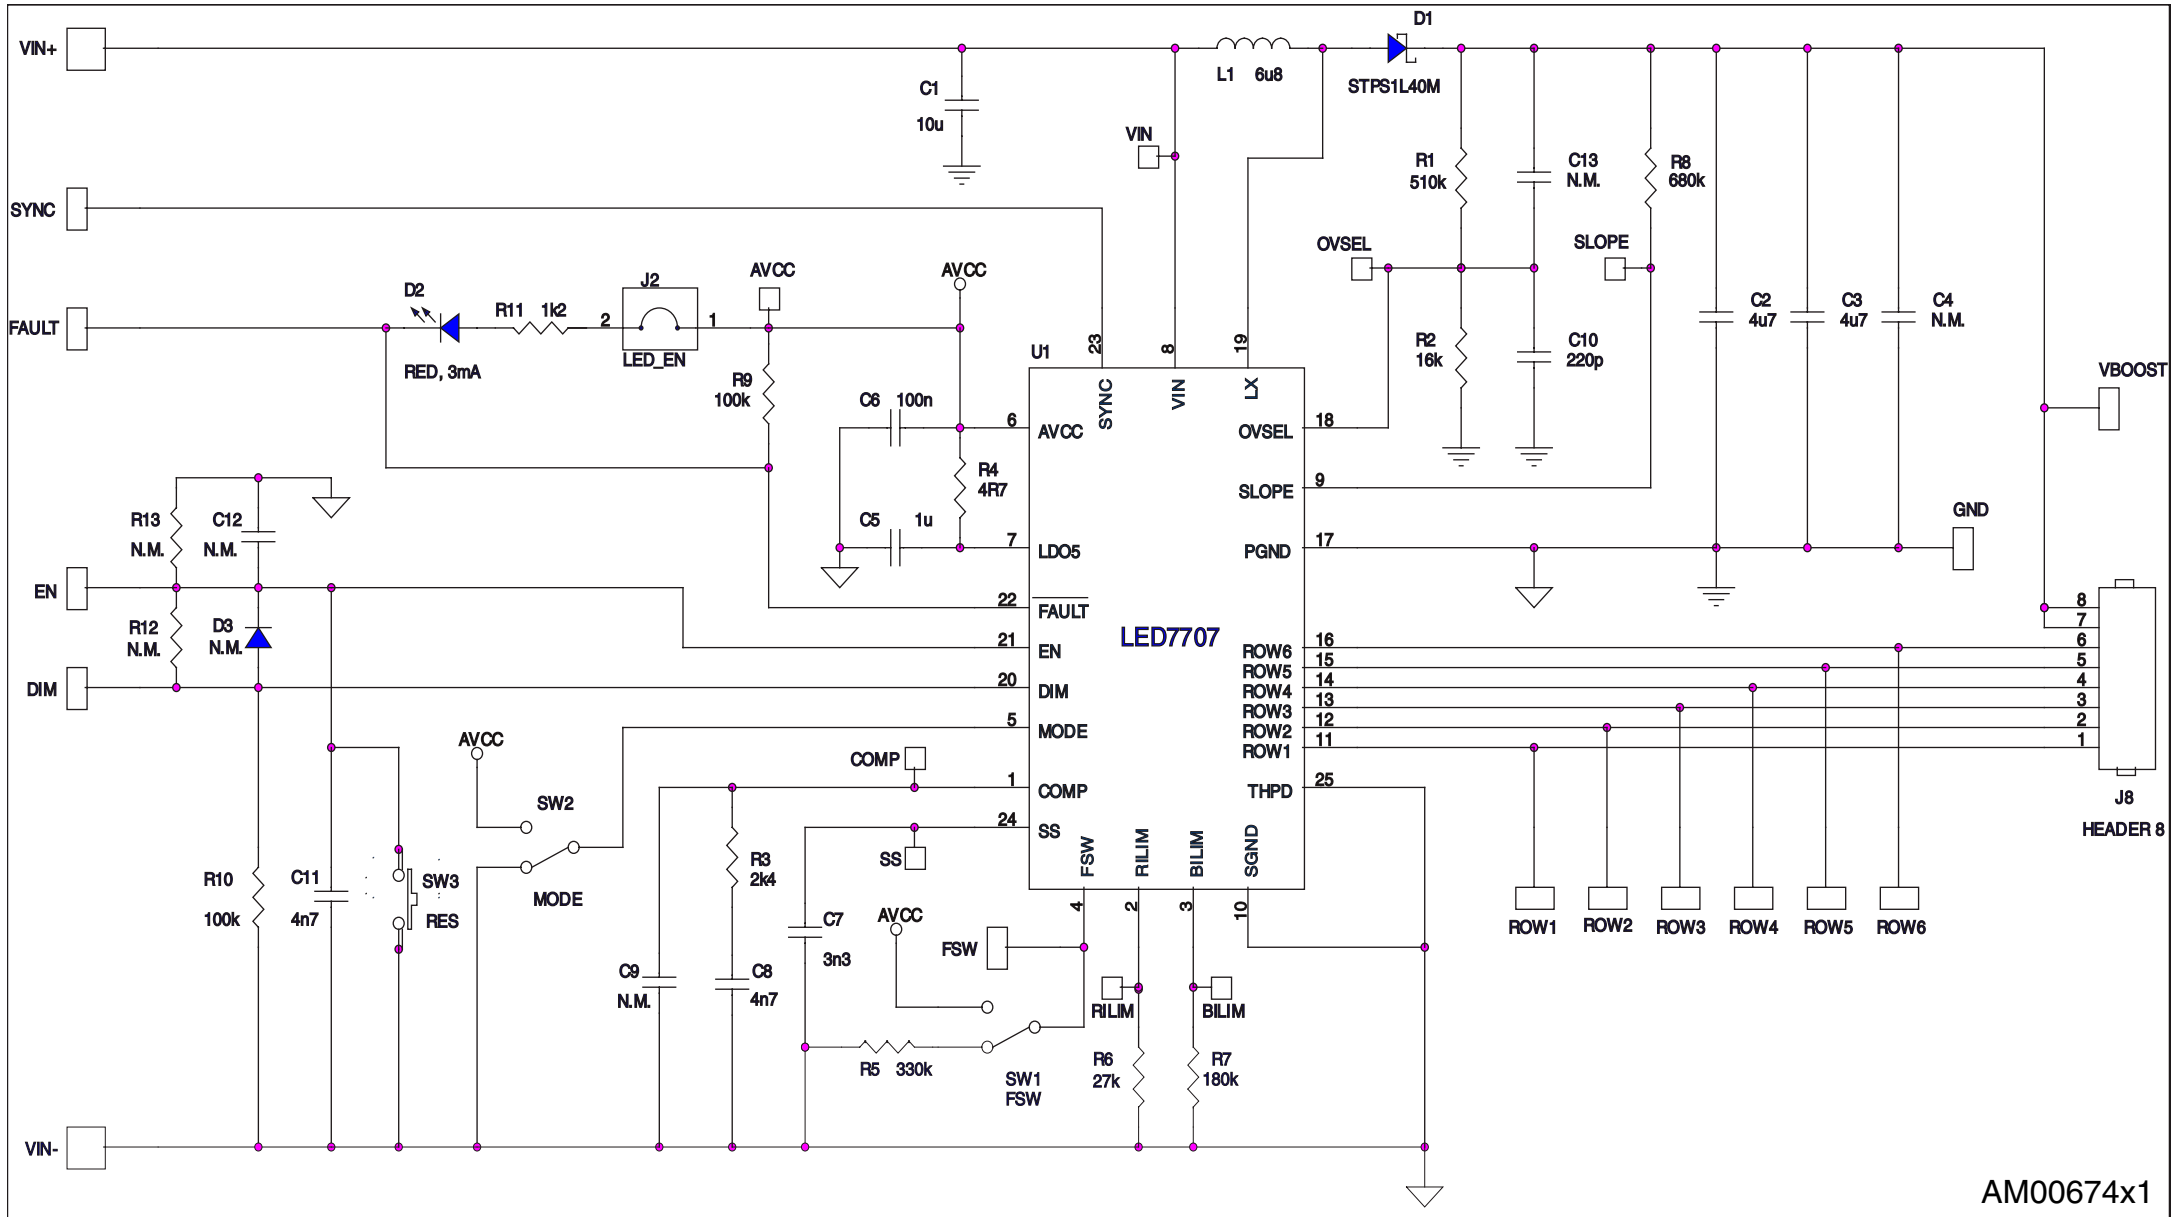 D1
VIN+
L1 6u8
STPS1L40M
C1
10u
VIN
R1
510k
C13
N.M.
R8
680k
SYNC
OVSEL
SLOPE
AVCC
AVCC
J2
D2
R11 1k2
2
1
FAULT
LED_EN
RED, 3mA
R9
100k
C2
4u7
C3
4u7
C4
N.M.
R2
16k
C10
220p
U1
23
8
19
VBOOST
SYNC
VIN
LX
C6 100n
6
AVCC
OVSEL
18
R4
4R7
SLOPE
9
R13
N.M.
C12
N.M.
C5 1u
7
LDO5
PGND
17
GND
EN
22
FAULT
21
EN
LED7707
R12
N.M.
D3
N.M.
DIM
20
DIM
5
MODE
ROW6
16
ROW5
15
ROW4
14
ROW3
13
ROW2
12
ROW1
11
8
7
6
5
4
3
2
1
AVCC
COMP
1
COMP
THPD
25
J8
HEADER 8
SW2
24
SS
SS
FSW
RILIM
BILIM
SGND
R3
2k4
MODE
R10
100k
C11
4n7
SW3
RES
4
2
3
10
C7
3n3
AVCC
FSW
ROW1
ROW2
ROW3
ROW4
ROW5
ROW6
C9
N.M.
C8
4n7
RILIM
BILIM
R5 330k
SW1
FSW
R6
27k
R7
180k
VIN-
AM00674x1